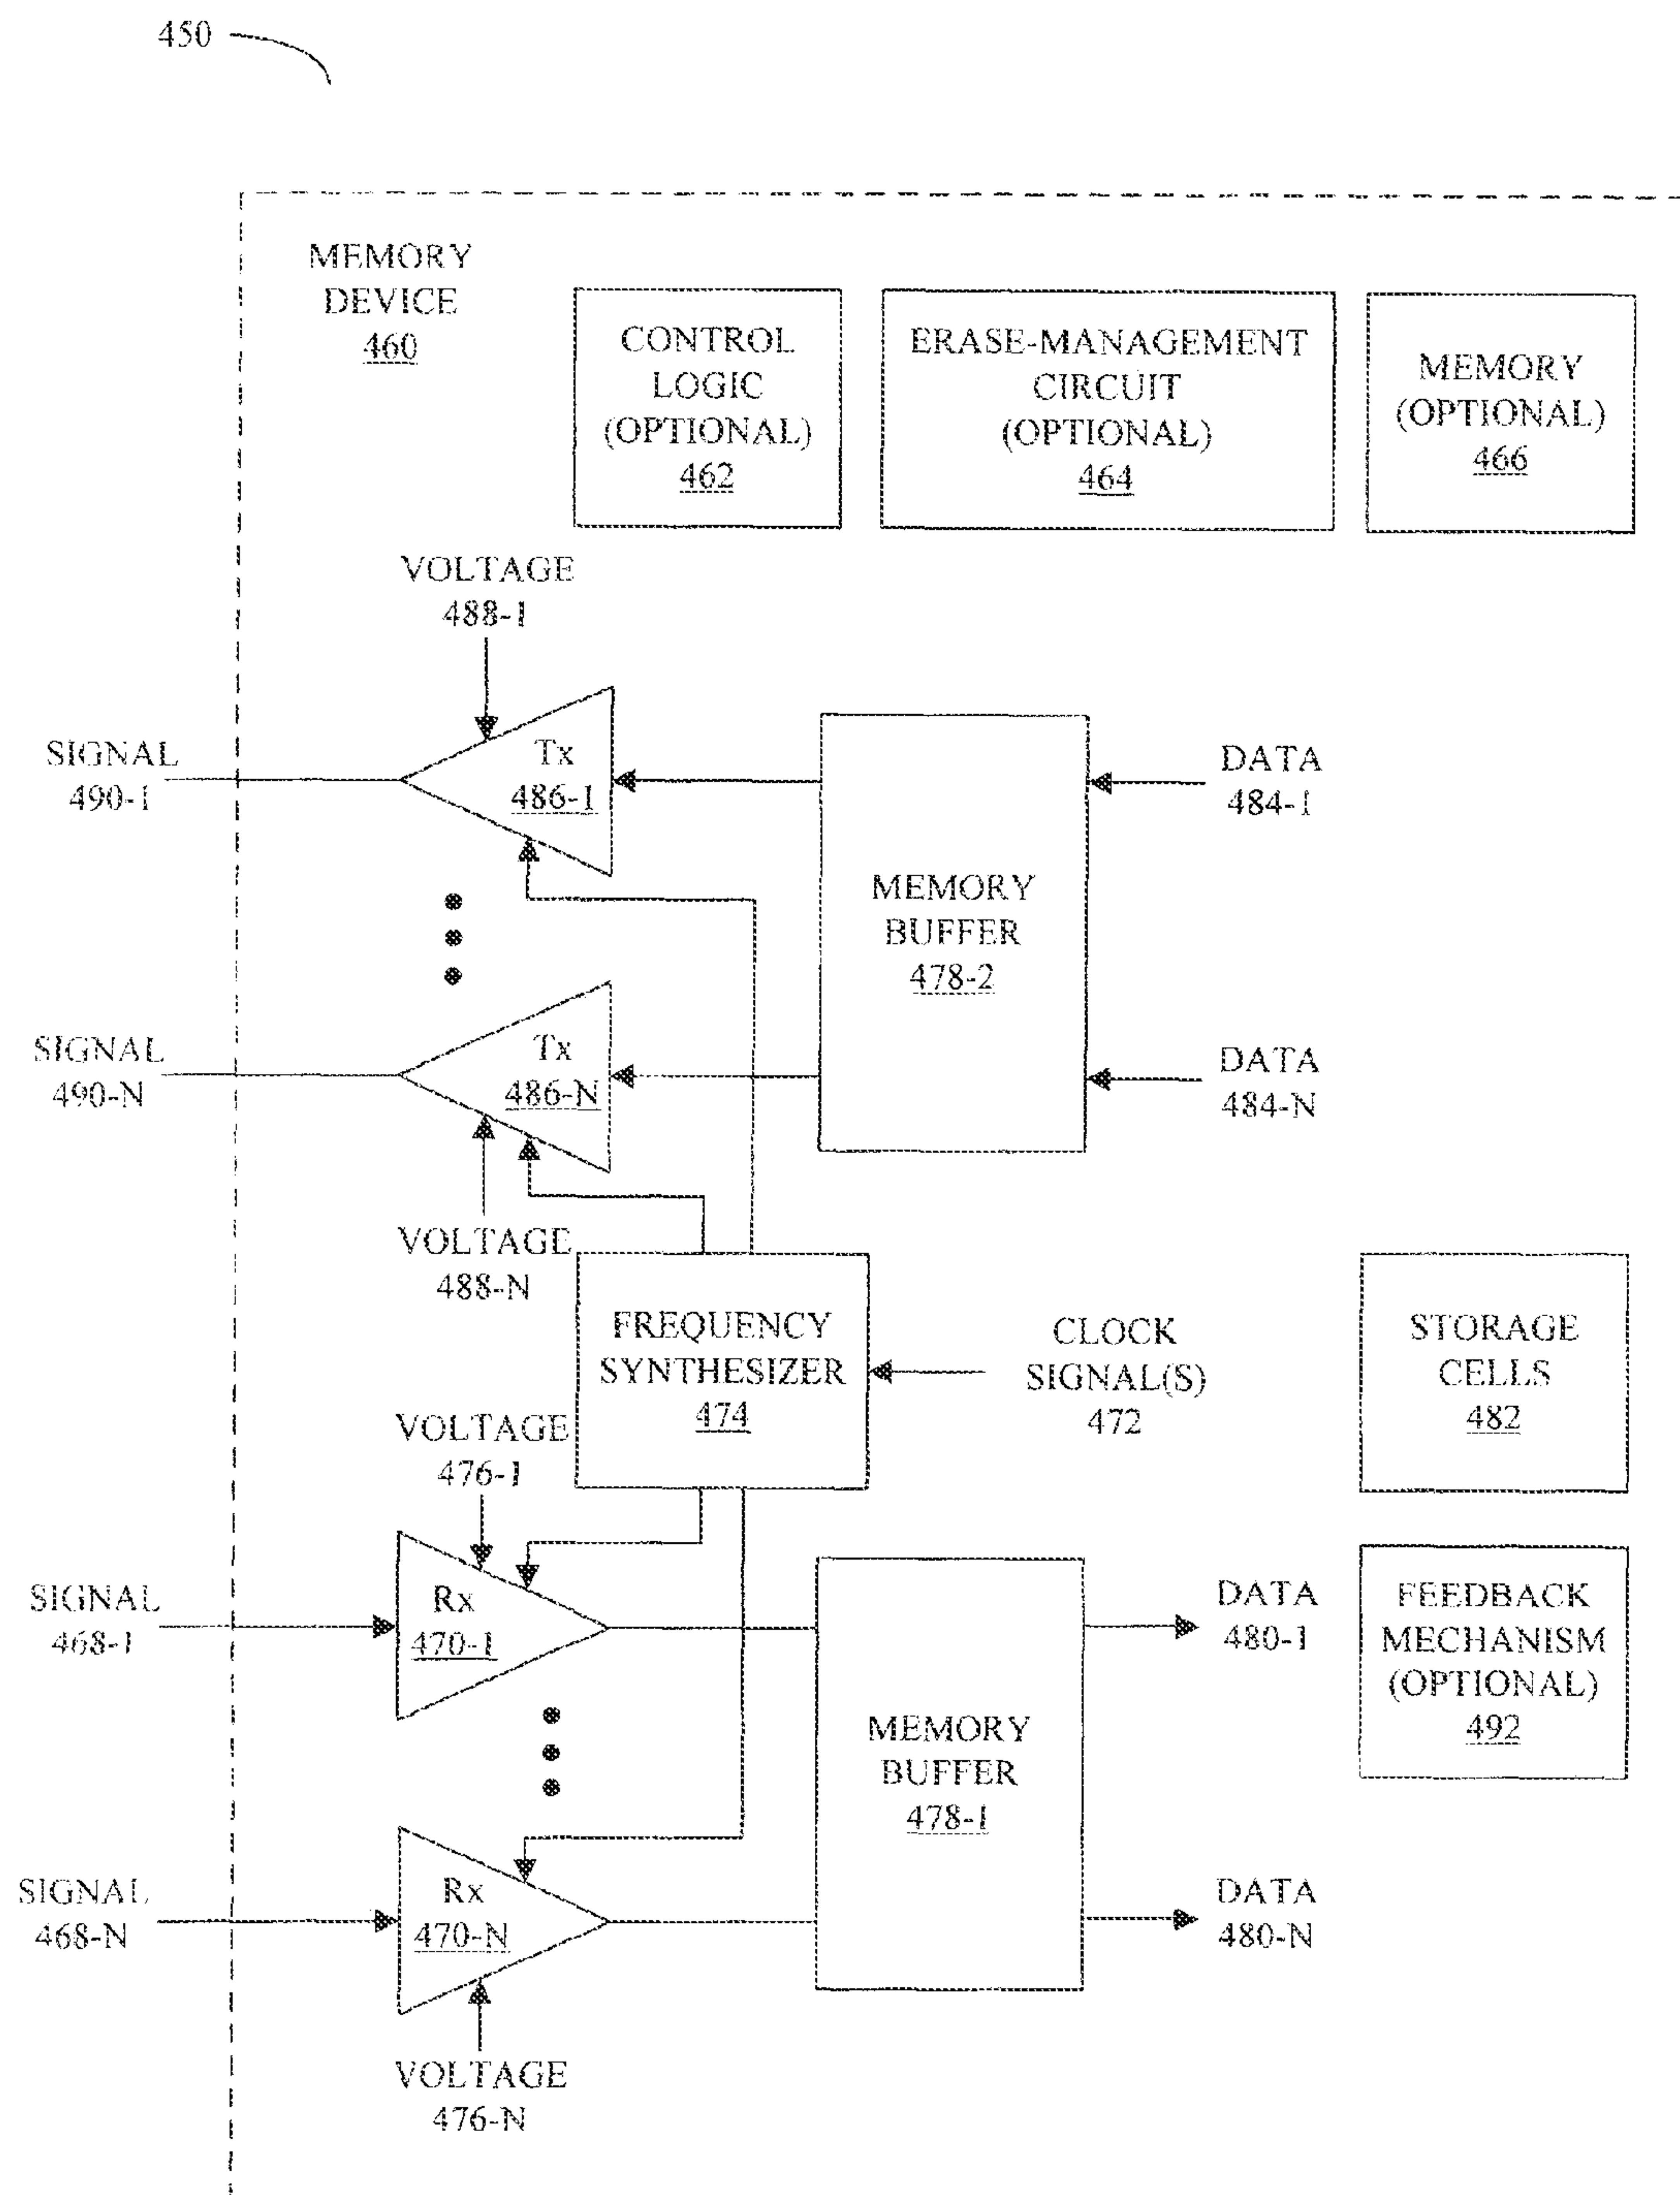 450
MEMORY
DEVICE
460
CONTROL
LOGIC
(OPTIONAL)
462
ERASE-MANAGEMENT
CIRCUIT
(OPTIONAL)
464
MEMORY
(OPTIONAL)
466
VOLTAGE
488-1
SIGNAL
490-1
Tx
486-1
MEMORY
BUFFER
478-2
DATA
484-1
SIGNAL
490-N
Tx
486-N
DATA
484-N
VOLTAGE
488-N
FREQUENCY
SYNTHESIZER
474
CLOCK
SIGNAL(S)
472
STORAGE
CELLS
482
VOLTAGE
476-1
SIGNAL
468-1
Rx
470-1
MEMORY
BUFFER
478-1
DATA
480-1
FEEDBACK
MECHANISM
(OPTIONAL)
492
SIGNAL
468-N
Rx
470-N
DATA
480-N
VOLTAGE
476-N